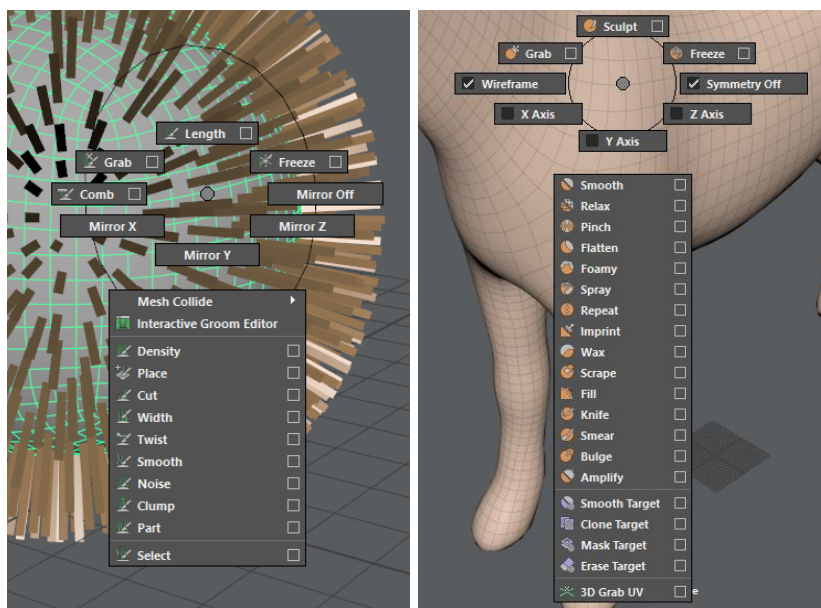 Length
Grab
Freeze
Comb
Mirror Off
Mirror X
Mirror Z
Mirror Y
Mesh Collide
Interactive Groom Editor
Density
Place
Cut
Width
Twist
Smooth
Noise
Clump
Part
Select
Sculpt
Grab
Freeze
Wireframe
Symmetry Off
X Axis
Z Axis
Y Axis
Smooth
Relax
Pinch
Flatten
Foamy
Spray
Repeat
Imprint
Wax
Scrape
Fill
Knife
Smear
Bulge
Amplify
Smooth Target
Clone Target
Mask Target
Erase Target
3D Grab UV
e